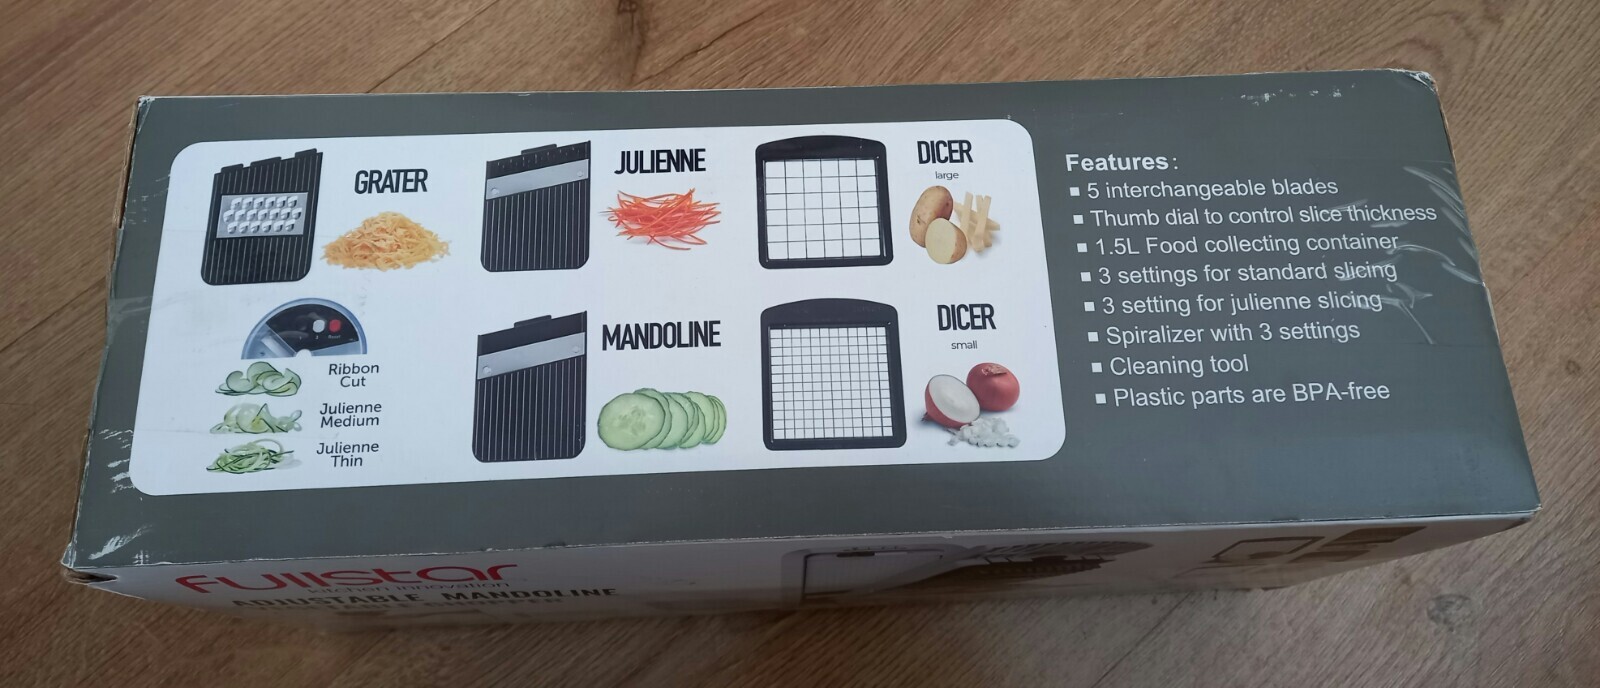 GRATER
JULIENNE
DICER
large
Ribbon
Cut
Julienne
Medium
Julienne
Thin
MANDOLINE
DICER
small
Features:
▪ 5 interchangeable blades
▪ Thumb dial to control slice thickness
▪ 1.5L Food collecting container
▪ 3 settings for standard slicing
▪ 3 setting for julienne slicing
▪ Spiralizer with 3 settings
▪ Cleaning tool
▪ Plastic parts are BPA-free
Fullstar
kitchen innovation
ADJUSTABLE MANDOLINE
CHOPPER